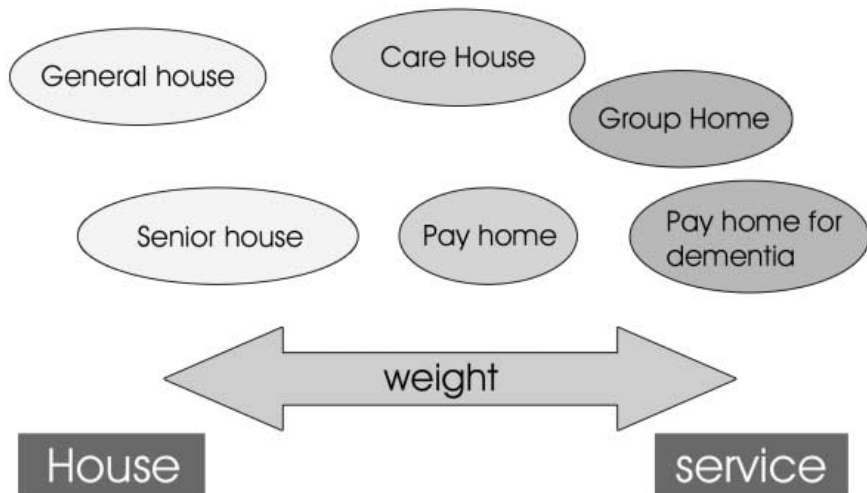 General house
Care House
Group Home
Senior house
Pay home
Pay home for
dementia
weight
House
service